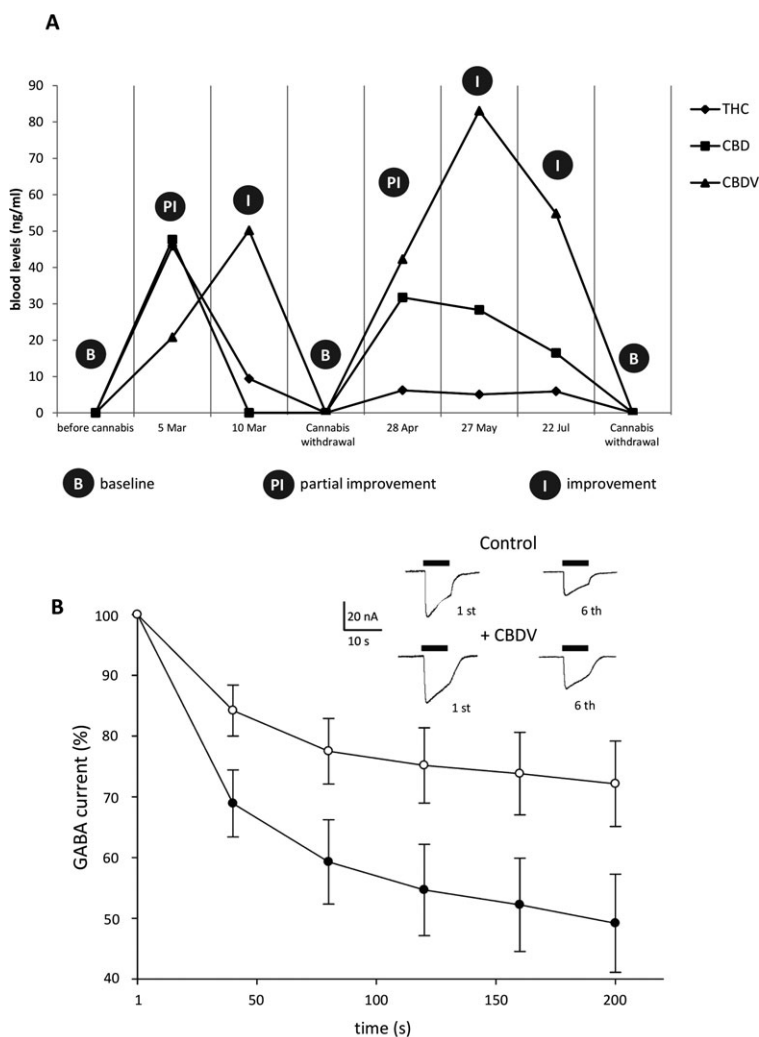 A
90
80
70
60
50
40
30
20
10
0
blood levels (ng/ml)
B
PI
I
B
PI
I
I
B
THC
CBD
CBDV
before cannabis
5 Mar
10 Mar
Cannabis
withdrawal
28 Apr
27 May
22 Jul
Cannabis
withdrawal
B baseline
PI partial improvement
I improvement
B
Control
1 st
6 th
20 nA
10 s
+ CBDV
1 st
6 th
100
90
80
70
60
50
40
GABA current (%)
1
50
100
150
200
time (s)